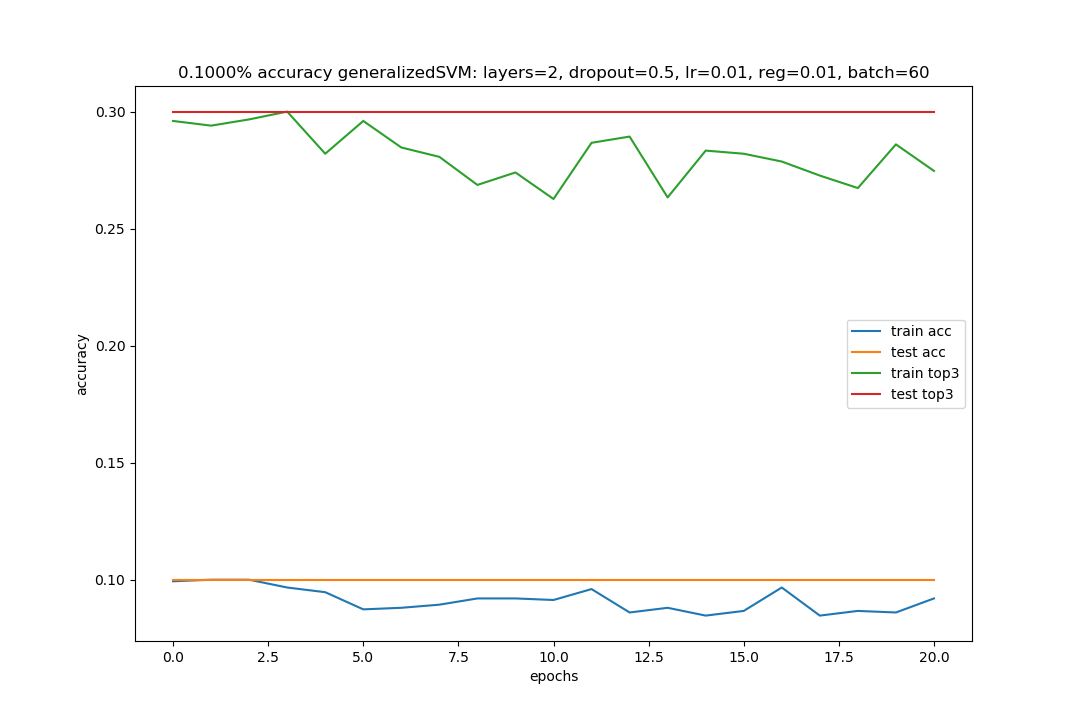 0.1000% accuracy generalizedSVM: layers=2, dropout=0.5, lr=0.01, reg=0.01, batch=60
0.30
0.25
0.20
0.15
0.10
accuracy
train acc
test acc
train top3
test top3
0.0 2.5 5.0 7.5 10.0 12.5 15.0 17.5 20.0
epochs